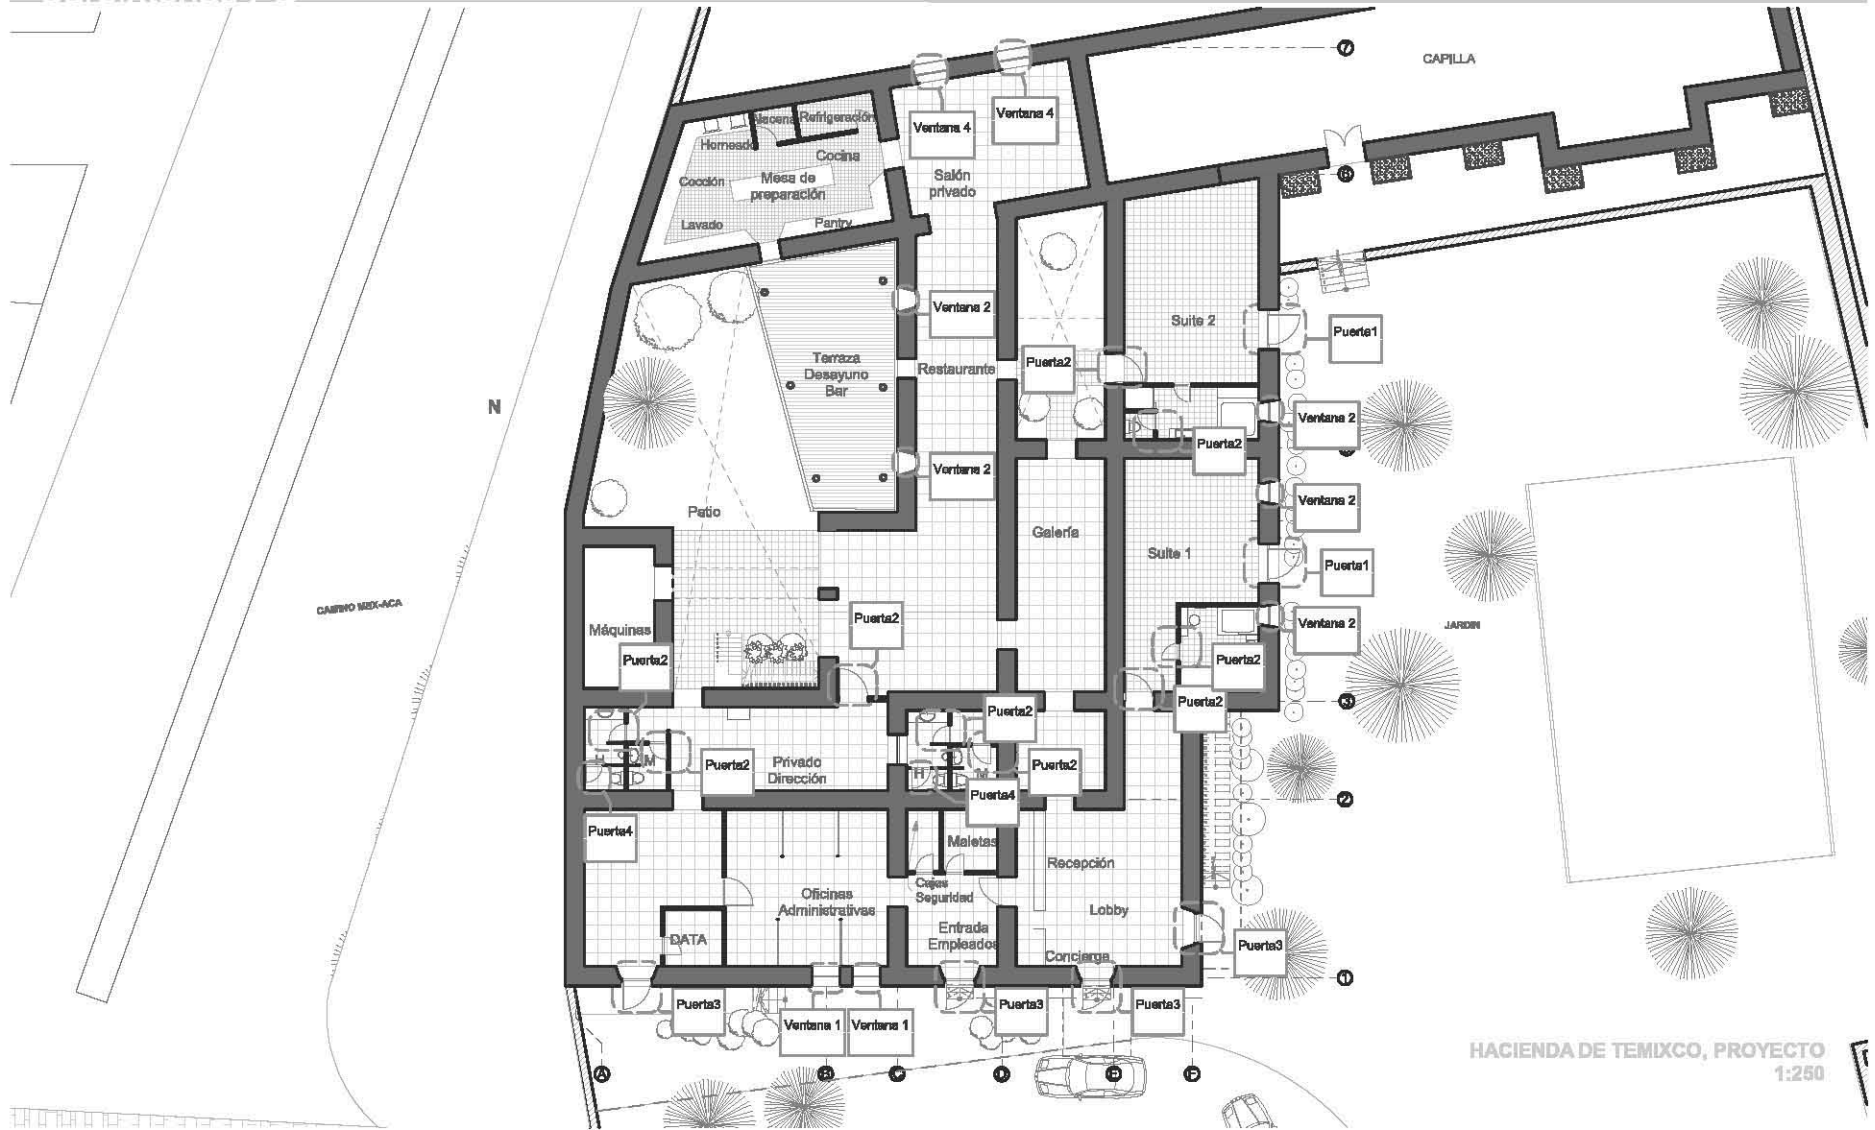 7
CAPILLA
Ventana 4
Ventana 4
Alacena
Refrigeración
Horneado
Cocina
Cocción
Mesa de
preparación
Salón
privado
6
Lavado
Pantry
Ventana 2
Suite 2
Puerta1
Terraza
Desayuno
Bar
Restaurante
Puerta2
N
Ventana 2
Puerta2
Ventana 2
Ventana 2
Patio
Galería
Suite 1
Puerta1
CAMINO MEX-ACA
Máquinas
Puerta2
Ventana 2
JARDIN
Puerta2
Puerta2
Puerta2
3
Puerta2
H
M
Puerta2
Privado
Dirección
H
M
Puerta2
Puerta4
2
Puerta4
Maletas
Recepción
Cajas
Seguridad
Oficinas
Administrativas
Lobby
DATA
Entrada
Empleados
Puerta3
Concierge
1
Puerta3
Ventana 1
Ventana 1
Puerta3
Puerta3
HACIENDA DE TEMIXCO, PROYECTO
1:250
A
B
C
D
E
F